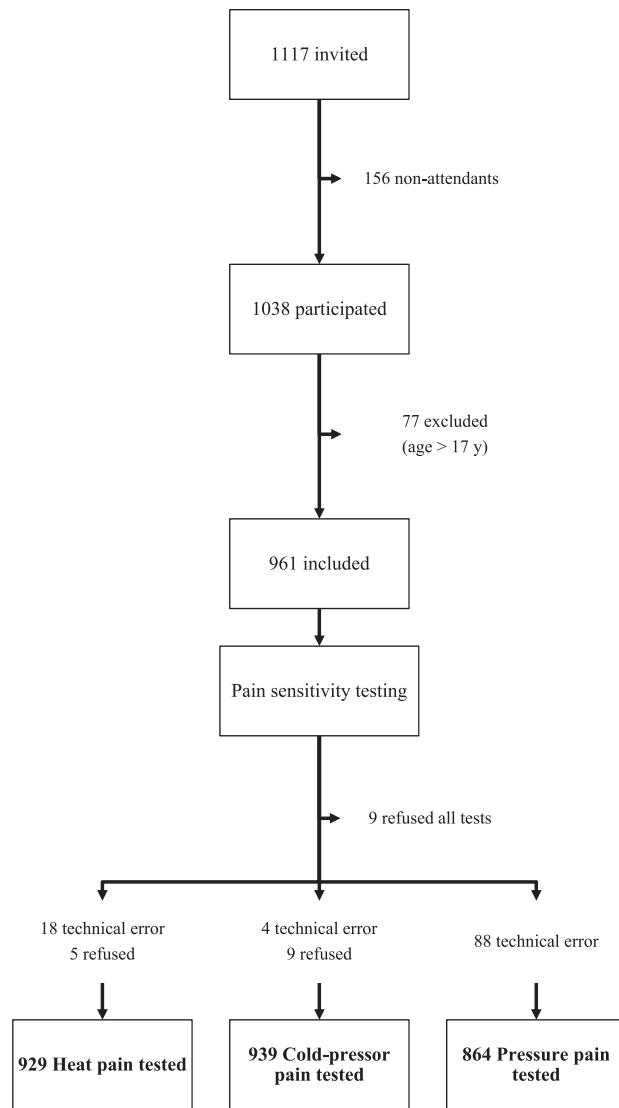 1117 invited
156 non-attendants
1038 participated
77 excluded
(age > 17 y)
961 included
Pain sensitivity testing
9 refused all tests
18 technical error
5 refused
4 technical error
9 refused
88 technical error
929 Heat pain tested
939 Cold-pressor
pain tested
864 Pressure pain
tested